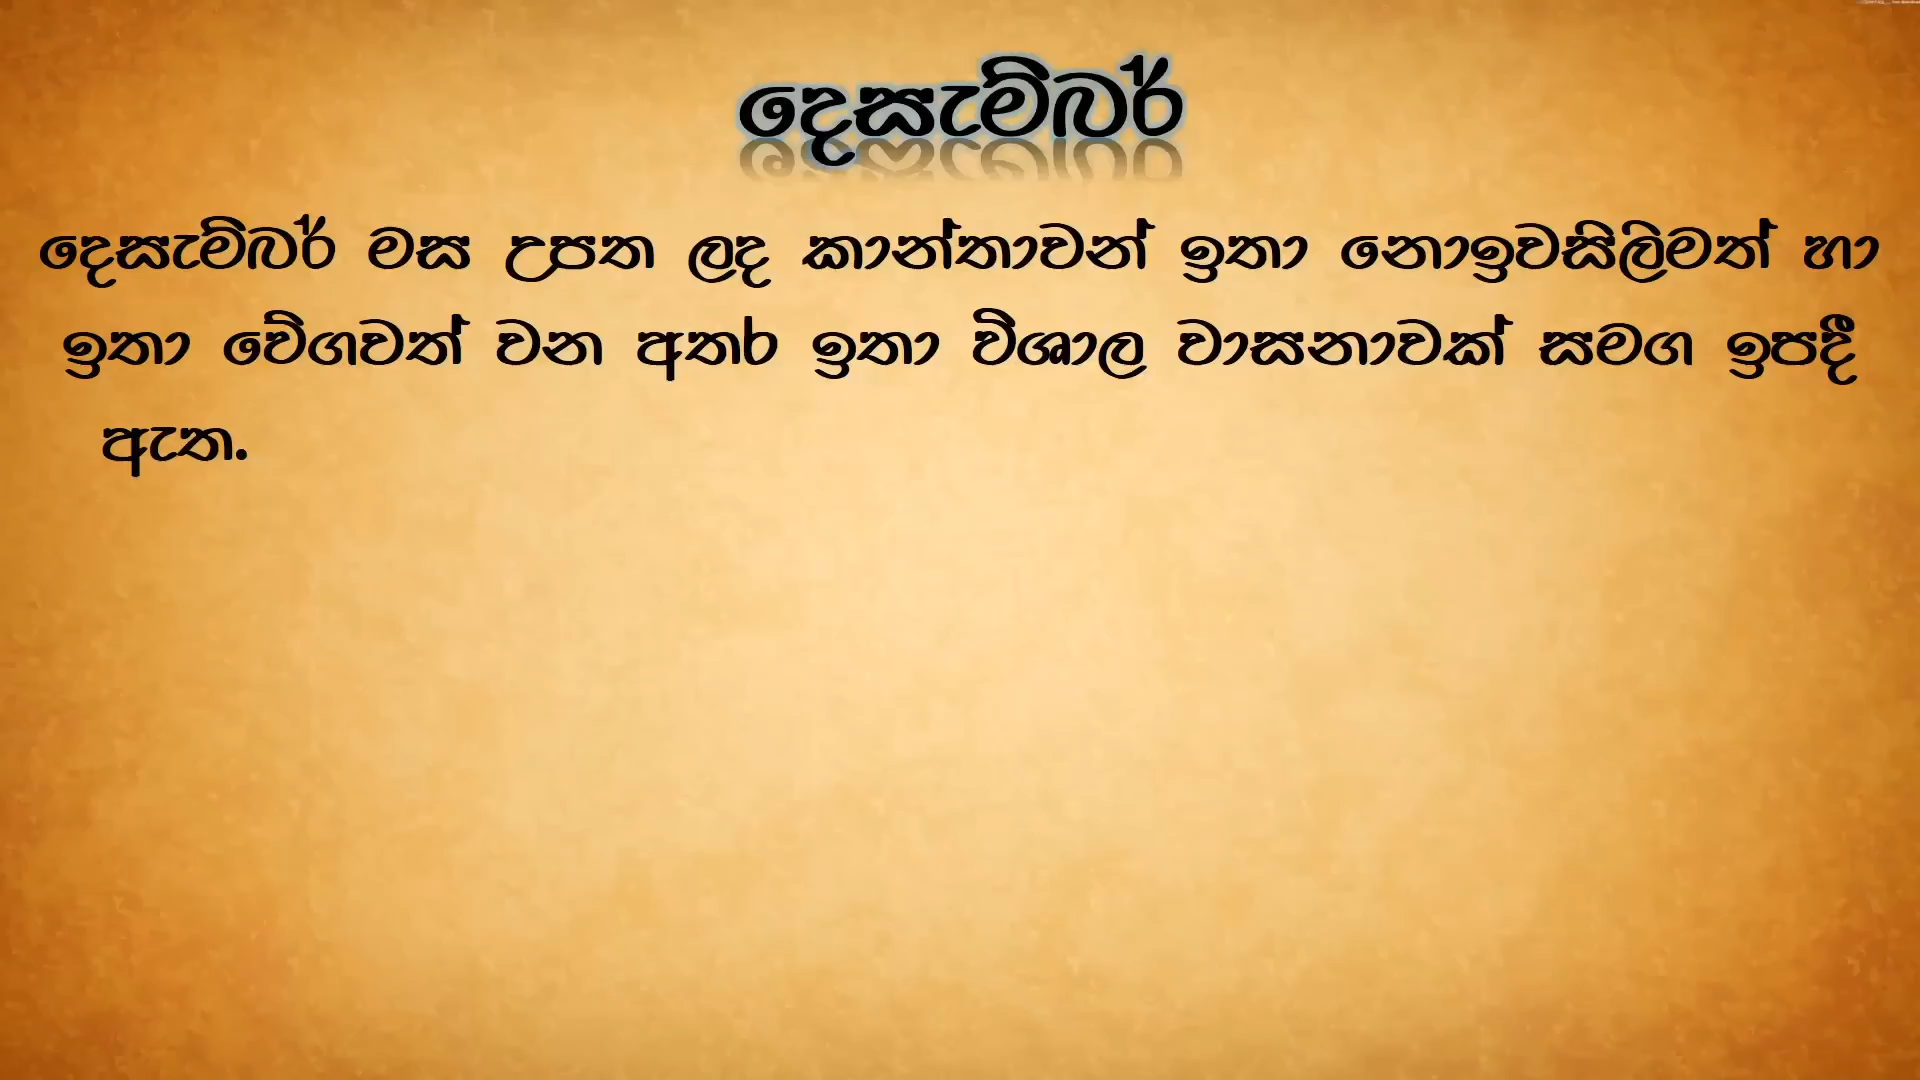 දෙසැම්බර්
දෙසැම්බර් මස උපත ලද කාන්තාවන් ඉතා නොඉවසිලිමත් හා
ඉතා වේගවත් වන අතර ඉතා විශාල වාසනාවක් සමග ඉපදී
ඇත.